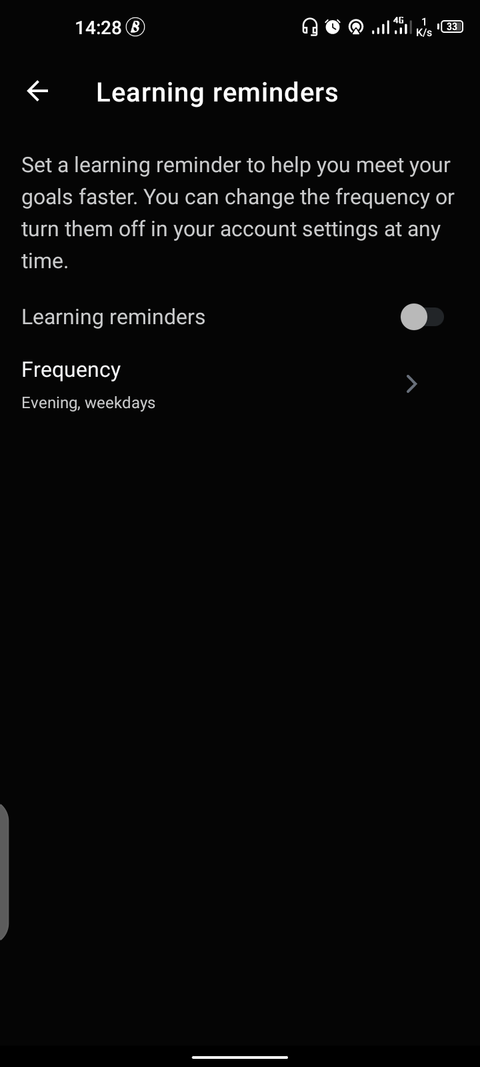 14:28 B 4G 1 K/s 33
Learning reminders
Set a learning reminder to help you meet your
goals faster. You can change the frequency or
turn them off in your account settings at any
time.
Learning reminders
Frequency
Evening, weekdays